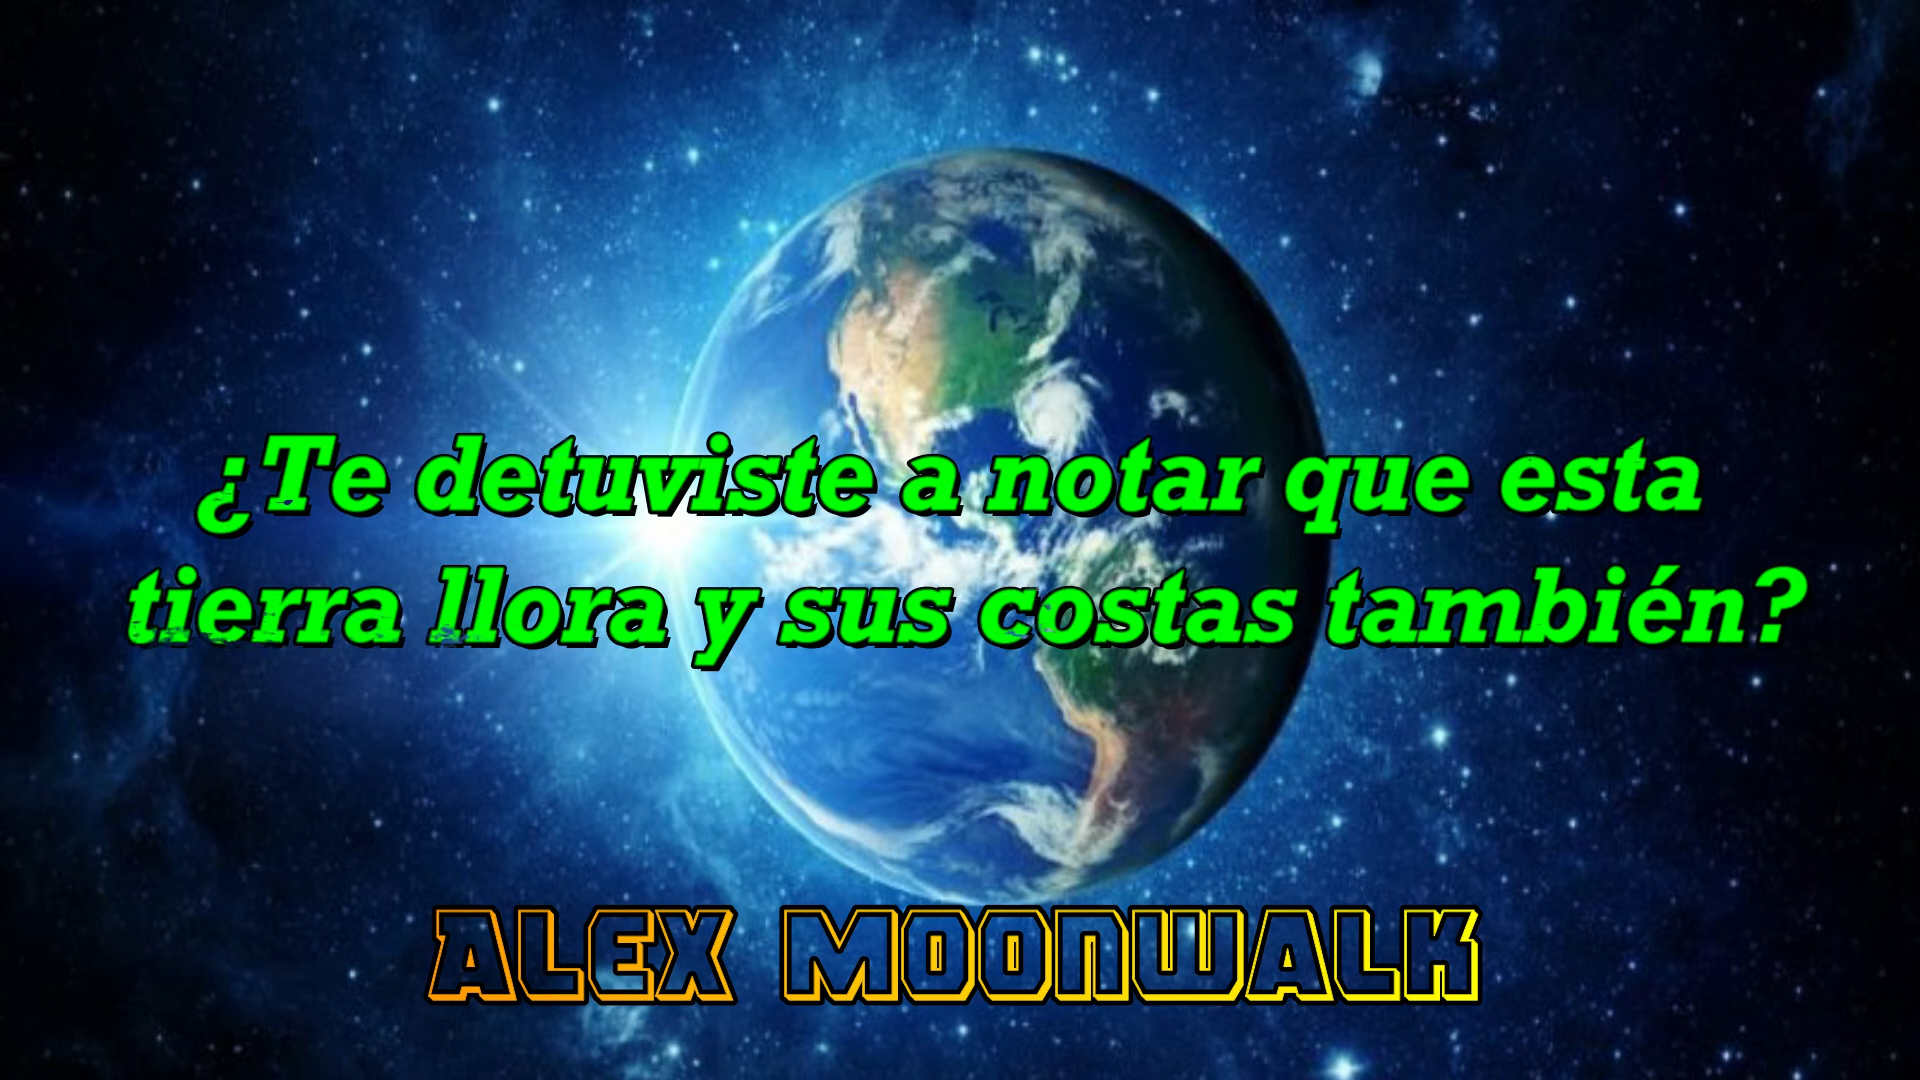 ¿Te detuviste a notar que esta
tierra llora y sus costas también?
ALEX MOONWALK